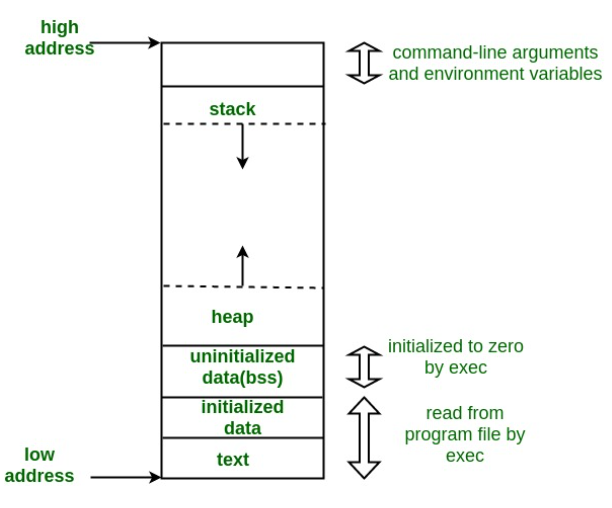 high
address
command-line arguments
and environment variables
stack
heap
uninitialized
data(bss)
initialized to zero
by exec
initialized
data
read from
program file by
exec
text
low
address